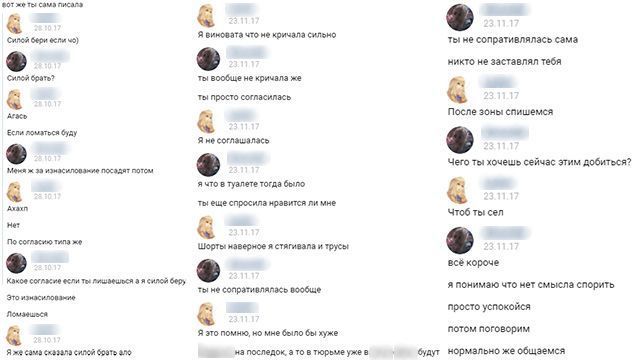 вот же ты сама писала
28.10.17
Силой бери если чо)
28.10.17
Силой брать?
28.10.17
Агась
Если ломаться буду
28.10.17
Меня ж за изнасилование посадят потом
28.10.17
Ахахп
Нет
По согласию типа же
28.10.17
Какое согласие если ты лишаешься а я силой беру.
Это изнасилование
Ломаешься
28.10.17
Я же сама сказала силой брать ало
23.11.17
Я виновата что не кричала сильно
23.11.17
ты вообще не кричала же
ты просто согласилась
23.11.17
Я не соглашалась
23.11.17
я что в туалете тогда было
ты еще спросила нравится ли мне
23.11.17
Шорты наверное я стягивала и трусы
23.11.17
ты не сопративлялась вообще
23.11.17
Я это помню, но мне было бы хуже
на последок, а то в тюрьме уже в будут
23.11.17
ты не сопративлялась сама
никто не заставлял тебя
23.11.17
После зоны спишемся
23.11.17
Чего ты хочешь сейчас этим добиться?
23.11.17
Чтоб ты сел
23.11.17
всё короче
я понимаю что нет смысла спорить
просто успокойся
потом поговорим
нормально же общаемся